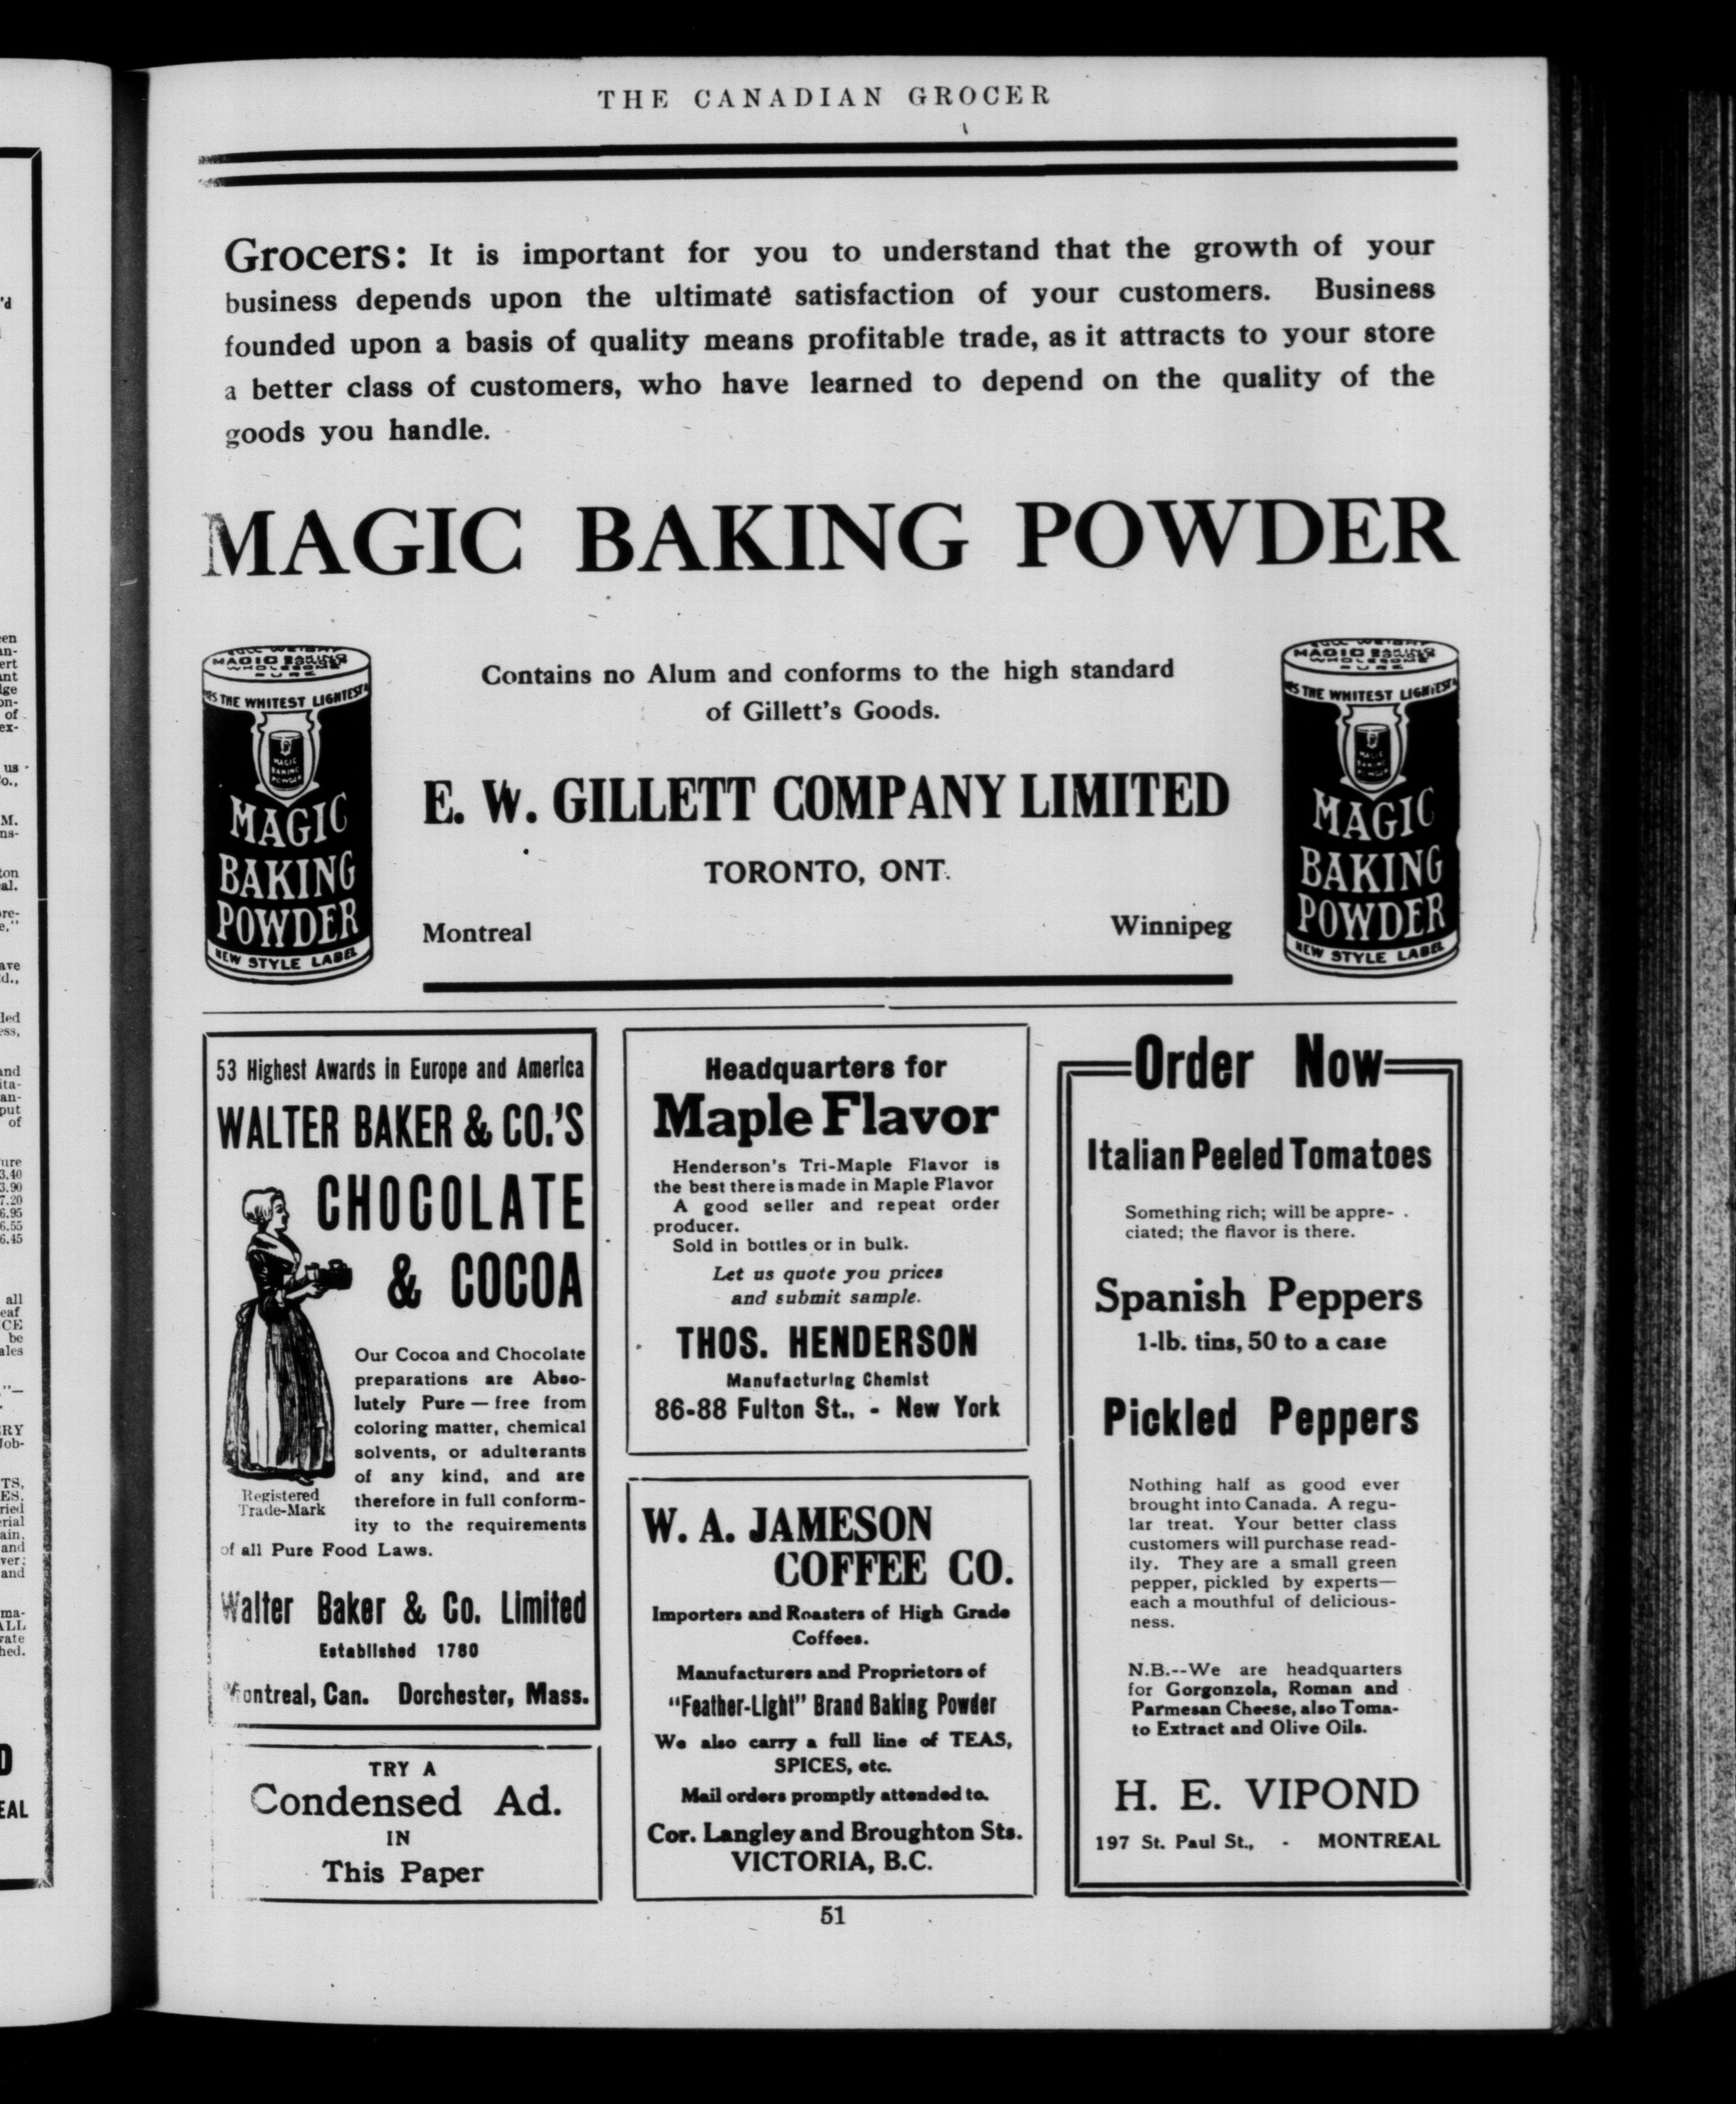 THE CANADIAN GROCER
Grocers: It is important for you to understand that the growth of your
business depends upon the ultimate satisfaction of your customers. Business
founded upon a basis of quality means profitable trade, as it attracts to your store
a better class of customers, who have learned to depend on the quality of the
goods you handle.
MAGIC BAKING POWDER
MAGIC BAKING
WHOLESOME
PURE
THE WHITEST LIGHTEST
MAGIC
BAKING
POWDER
MAGIC
BAKING
POWDER
NEW STYLE LABEL
Contains no Alum and conforms to the high standard
of Gillett's Goods.
E. W. GILLETT COMPANY LIMITED
TORONTO, ONT.
Montreal Winnipeg
MAGIC BAKING
WHOLESOME
PURE
THE WHITEST LIGHTEST
MAGIC
BAKING
POWDER
MAGIC
BAKING
POWDER
NEW STYLE LABEL
53 Highest Awards in Europe and America
WALTER BAKER & CO.'S
CHOCOLATE
& COCOA
Our Cocoa and Chocolate
preparations are Abso-
lutely Pure — free from
coloring matter, chemical
solvents, or adulterants
of any kind, and are
therefore in full conform-
ity to the requirements
of all Pure Food Laws.
Registered
Trade-Mark
Walter Baker & Co. Limited
Established 1780
Montreal, Can. Dorchester, Mass.
TRY A
Condensed Ad.
IN
This Paper
Headquarters for
Maple Flavor
Henderson's Tri-Maple Flavor is
the best there is made in Maple Flavor
A good seller and repeat order
producer.
Sold in bottles or in bulk.
Let us quote you prices
and submit sample.
THOS. HENDERSON
Manufacturing Chemist
86-88 Fulton St., - New York
W. A. JAMESON
COFFEE CO.
Importers and Roasters of High Grade
Coffees.
Manufacturers and Proprietors of
"Feather-Light" Brand Baking Powder
We also carry a full line of TEAS,
SPICES, etc.
Mail orders promptly attended to.
Cor. Langley and Broughton Sts.
VICTORIA, B.C.
Order Now
Italian Peeled Tomatoes
Something rich; will be appre-
ciated; the flavor is there.
Spanish Peppers
1-lb. tins, 50 to a case
Pickled Peppers
Nothing half as good ever
brought into Canada. A regu-
lar treat. Your better class
customers will purchase read-
ily. They are a small green
pepper, pickled by experts—
each a mouthful of delicious-
ness.
N.B.--We are headquarters
for Gorgonzola, Roman and
Parmesan Cheese, also Toma-
to Extract and Olive Oils.
H. E. VIPOND
197 St. Paul St., - MONTREAL
51